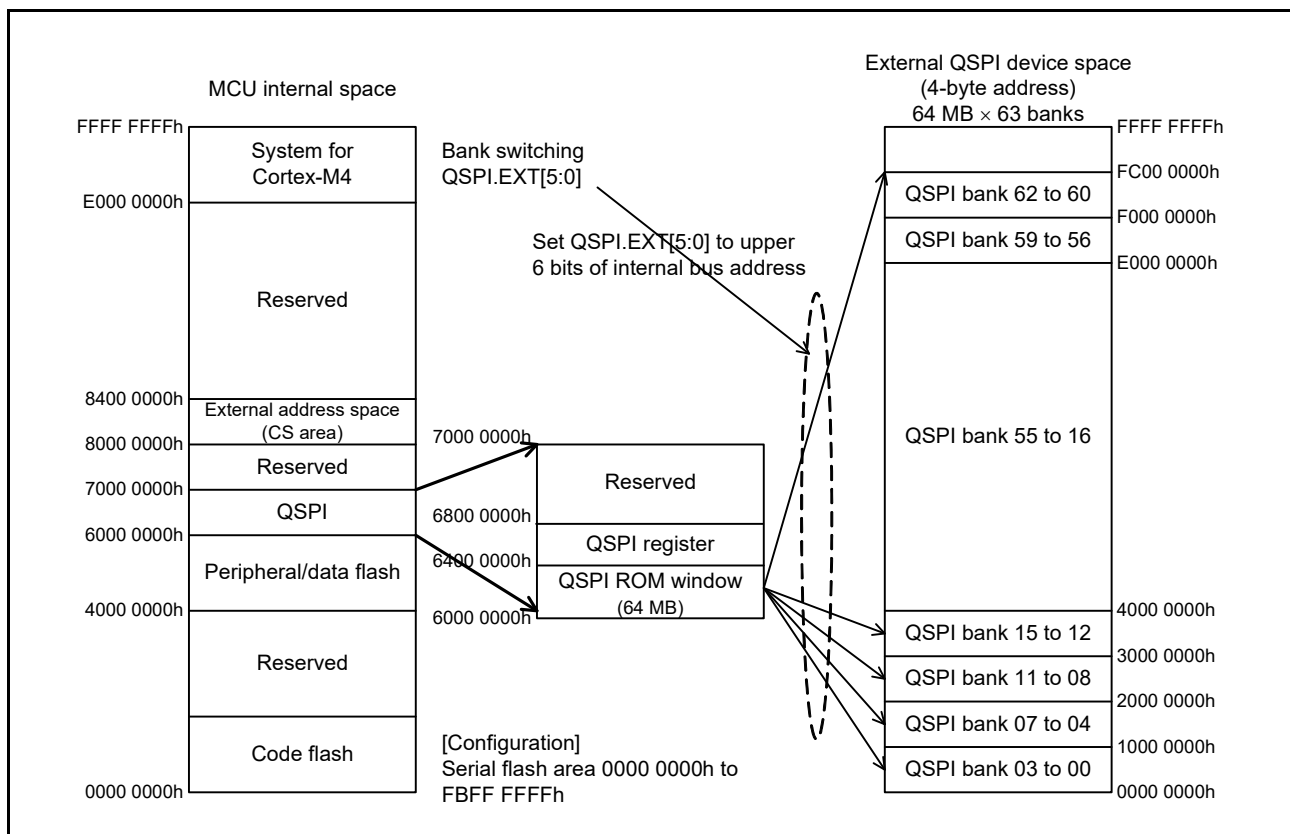 MCU internal space
FFFF FFFFh
System for
Cortex-M4
E000 0000h
Reserved
8400 0000h
External address space
(CS area)
8000 0000h
Reserved
7000 0000h
QSPI
6000 0000h
Peripheral/data flash
4000 0000h
Reserved
Code flash
0000 0000h
Bank switching
QSPI.EXT[5:0]
Set QSPI.EXT[5:0] to upper
6 bits of internal bus address
7000 0000h
Reserved
6800 0000h
QSPI register
6400 0000h
QSPI ROM window
(64 MB)
6000 0000h
[Configuration]
Serial flash area 0000 0000h to
FBFF FFFFh
External QSPI device space
(4-byte address)
64 MB × 63 banks
FFFF FFFFh
FC00 0000h
QSPI bank 62 to 60
F000 0000h
QSPI bank 59 to 56
E000 0000h
QSPI bank 55 to 16
4000 0000h
QSPI bank 15 to 12
3000 0000h
QSPI bank 11 to 08
2000 0000h
QSPI bank 07 to 04
1000 0000h
QSPI bank 03 to 00
0000 0000h